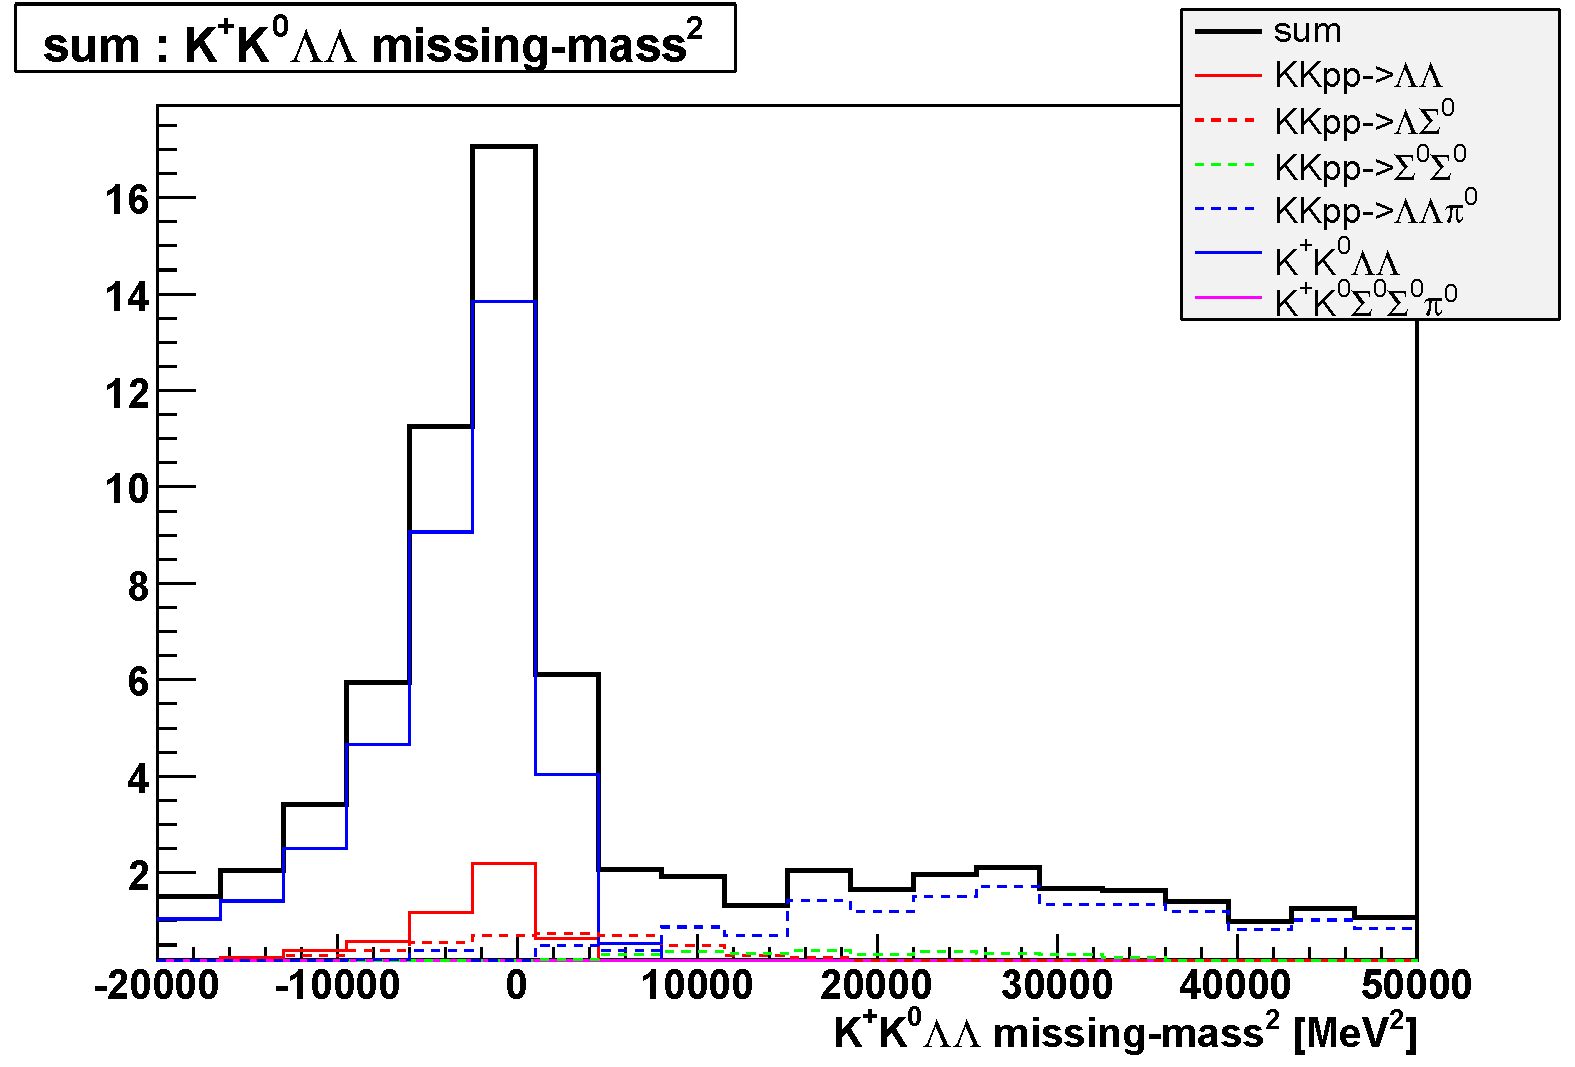 sum : K⁺K⁰ΛΛ missing-mass²
sum
KKpp->ΛΛ
KKpp->ΛΣ⁰
KKpp->Σ⁰Σ⁰
KKpp->ΛΛπ⁰
K⁺K⁰ΛΛ
K⁺K⁰Σ⁰Σ⁰π⁰
16
14
12
10
8
6
4
2
-20000 -10000 0 10000 20000 30000 40000 50000
K⁺K⁰ΛΛ missing-mass² [MeV²]